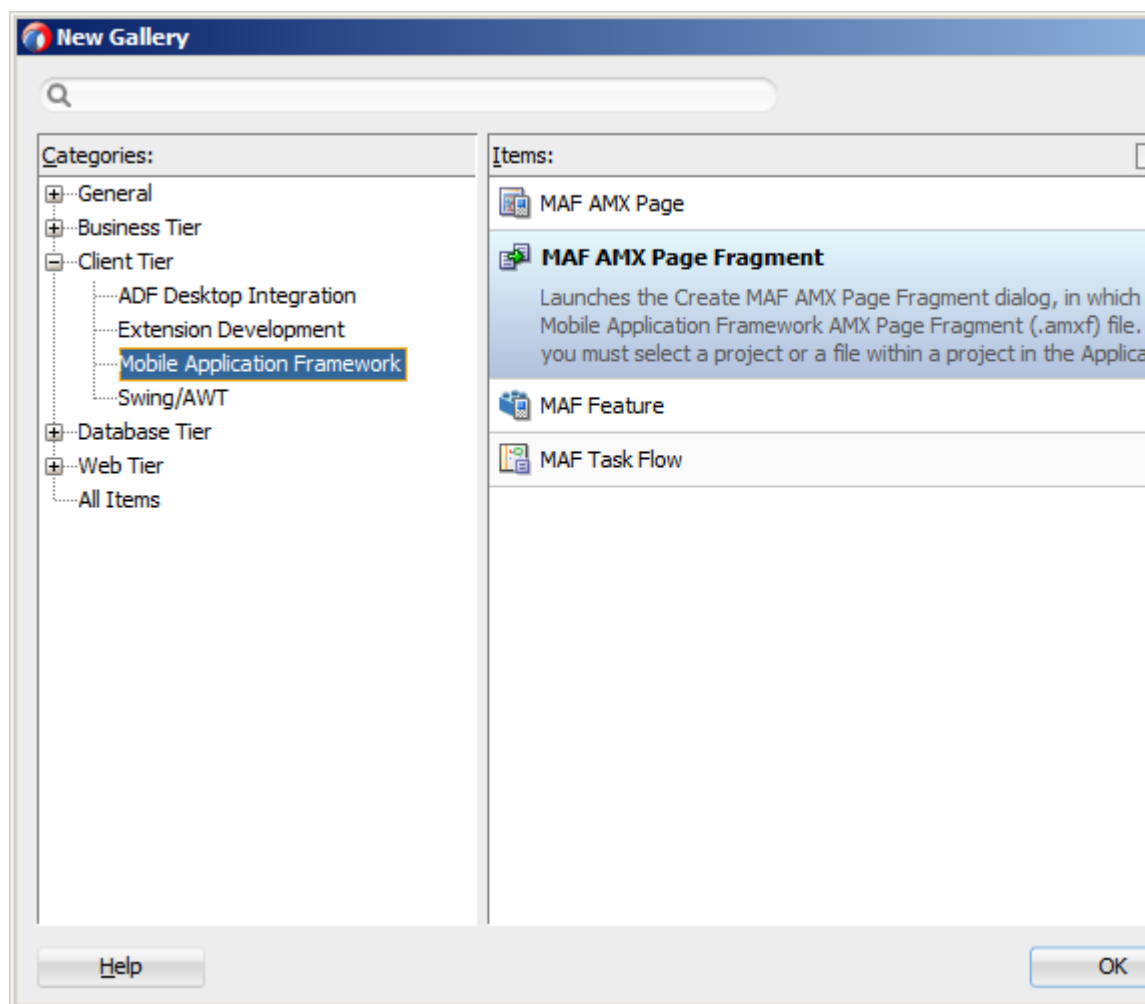 New Gallery
Categories:
General
Business Tier
Client Tier
ADF Desktop Integration
Extension Development
Mobile Application Framework
Swing/AWT
Database Tier
Web Tier
All Items
Items:
MAF AMX Page
MAF AMX Page Fragment
Launches the Create MAF AMX Page Fragment dialog, in which
Mobile Application Framework AMX Page Fragment (.amxf) file.
you must select a project or a file within a project in the Applica
MAF Feature
MAF Task Flow
Help
OK